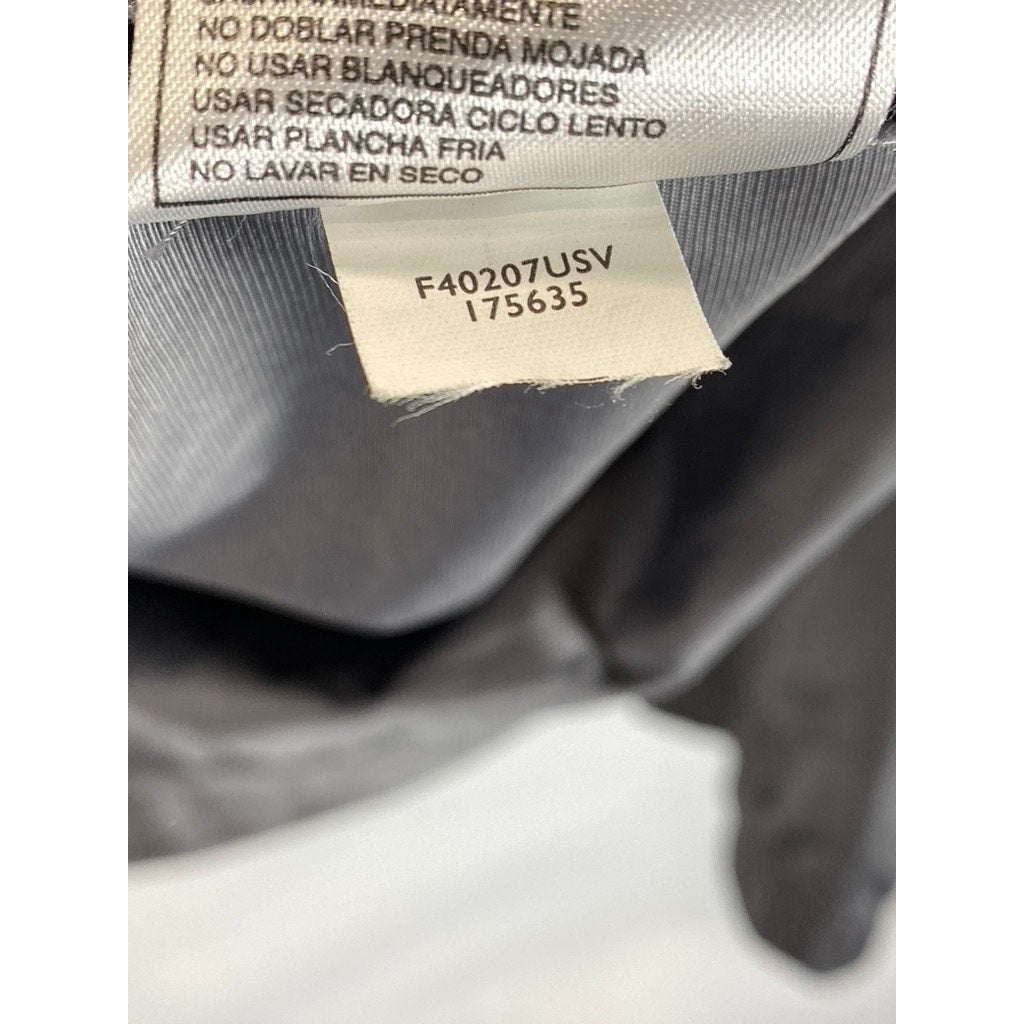 INMEDIATAMENTE
NO DOBLAR PRENDA MOJADA
NO USAR BLANQUEADORES
USAR SECADORA CICLO LENTO
USAR PLANCHA FRIA
NO LAVAR EN SECO
F40207USV
175635